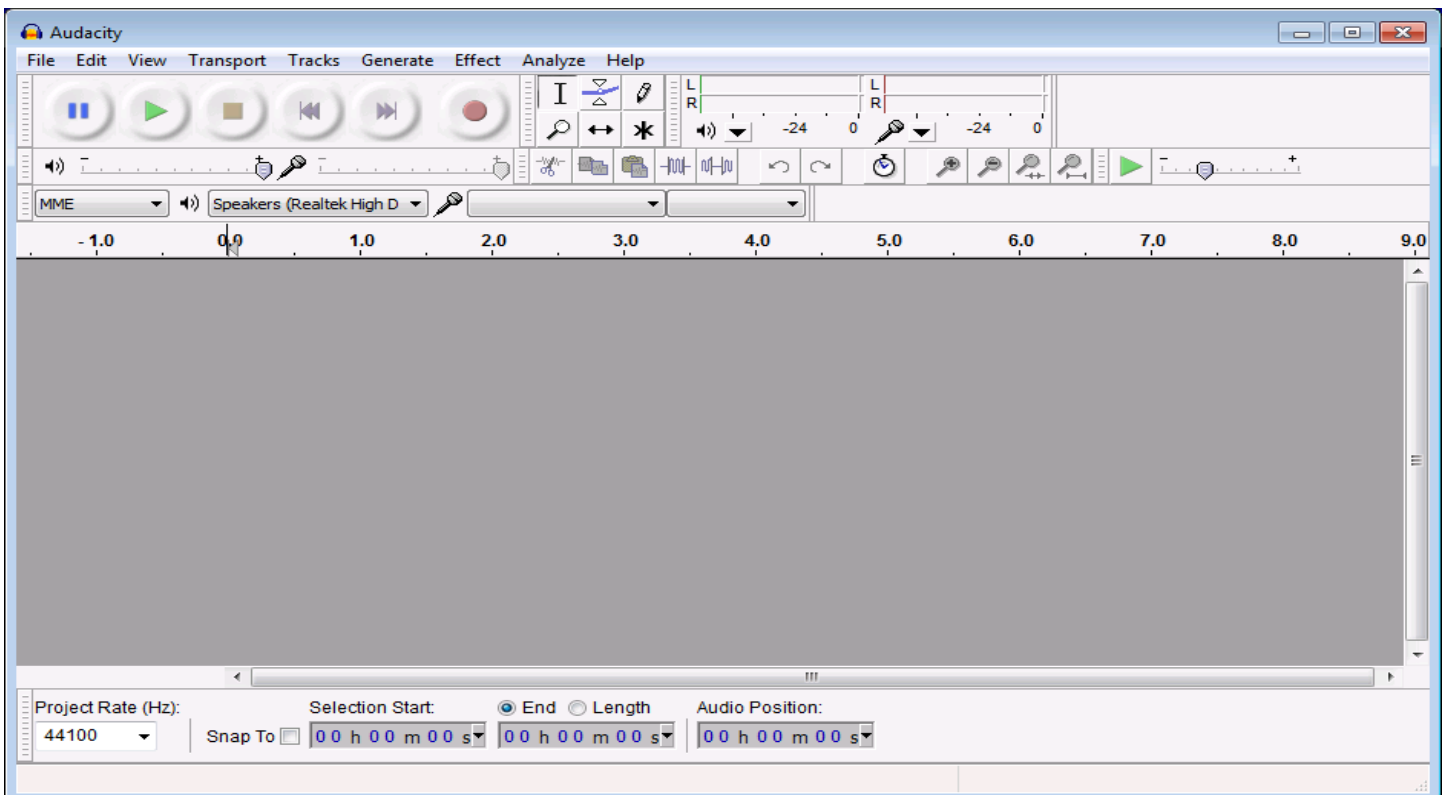 Audacity
File Edit View Transport Tracks Generate Effect Analyze Help
L L
R R
-24 0 -24 0
- + - +
- +
MME Speakers (Realtek High D
- 1.0 0.0 1.0 2.0 3.0 4.0 5.0 6.0 7.0 8.0 9.0
Project Rate (Hz): Selection Start: End Length Audio Position:
44100 Snap To 00 h 00 m 00 s 00 h 00 m 00 s 00 h 00 m 00 s